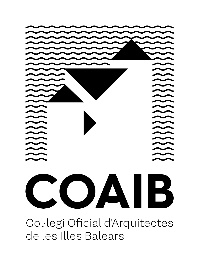 COAIB
Col·legi Oficial d'Arquitectes
de les Illes Balears